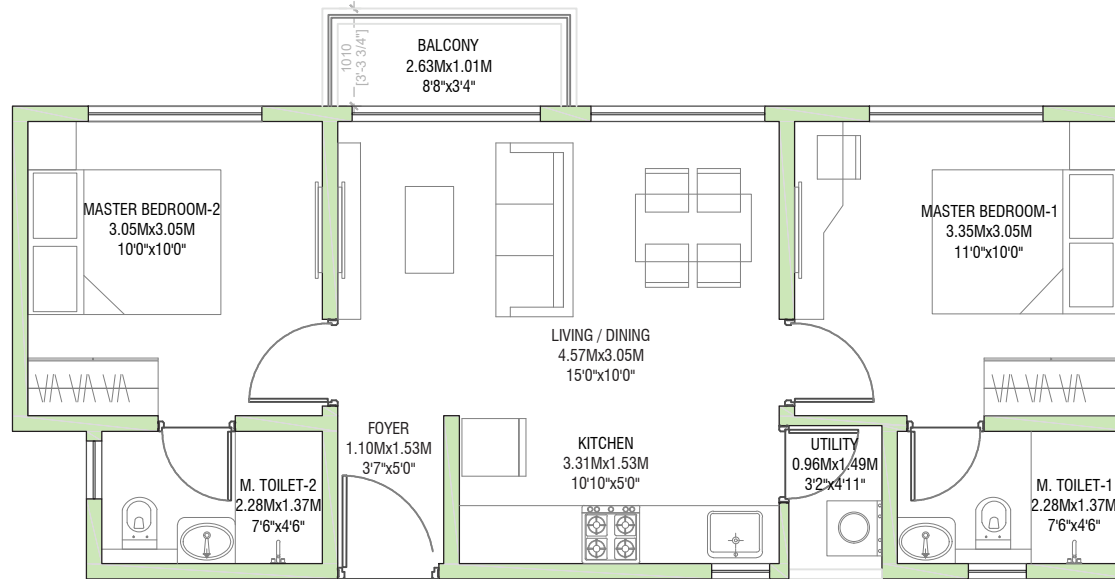 1010
[3'-3 3/4"]
BALCONY
2.63Mx1.01M
8'8"x3'4"
MASTER BEDROOM-2
3.05Mx3.05M
10'0"x10'0"
MASTER BEDROOM-1
3.35Mx3.05M
11'0"x10'0"
LIVING / DINING
4.57Mx3.05M
15'0"x10'0"
FOYER
1.10Mx1.53M
3'7"x5'0"
KITCHEN
3.31Mx1.53M
10'10"x5'0"
UTILITY
0.96Mx1.49M
3'2"x4'11"
M. TOILET-2
2.28Mx1.37M
7'6"x4'6"
M. TOILET-1
2.28Mx1.37M
7'6"x4'6"